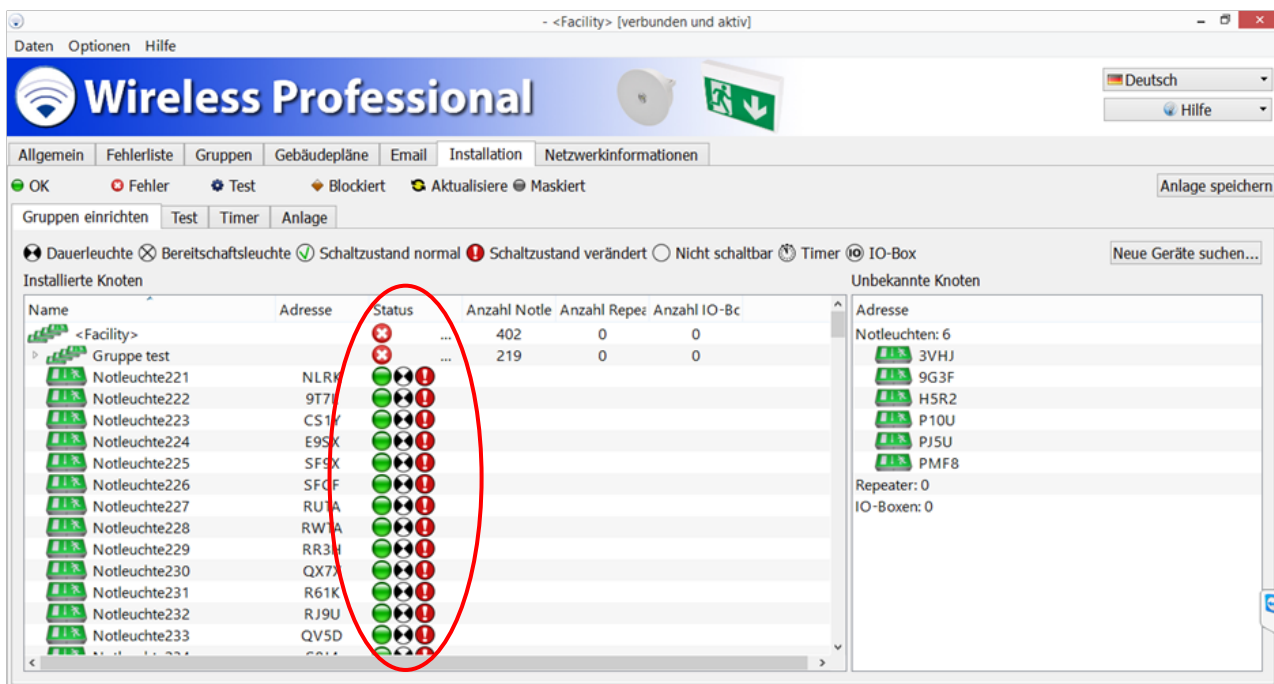 - <Facility> [verbunden und aktiv]
Daten Optionen Hilfe
Wireless Professional
Deutsch
Hilfe
Allgemein Fehlerliste Gruppen Gebäudepläne Email Installation Netzwerkinformationen
OK Fehler Test Blockiert Aktualisiere Maskiert
Anlage speichern
Gruppen einrichten Test Timer Anlage
Dauerleuchte Bereitschaftsleuchte Schaltzustand normal Schaltzustand verändert Nicht schaltbar Timer IO IO-Box
Neue Geräte suchen...
Installierte Knoten
Name Adresse Status Anzahl Notle Anzahl Repea Anzahl IO-Bo
<Facility> ... 402 0 0
Gruppe test ... 219 0 0
Notleuchte221 NLRK
Notleuchte222
Notleuchte223 CS1Y
Notleuchte224 E9SX
Notleuchte225 SF9X
Notleuchte226
Notleuchte227
Notleuchte228
Notleuchte229 RR3H
Notleuchte230 QX7X
Notleuchte231 R61K
Notleuchte232 RJ9U
Notleuchte233 QV5D
Unbekannte Knoten
Adresse
Notleuchten: 6
3VHJ
9G3F
H5R2
P10U
PJ5U
PMF8
Repeater: 0
IO-Boxen: 0